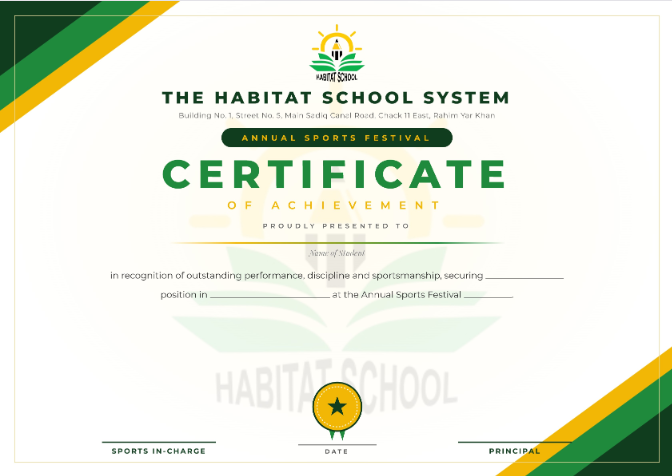 HABITAT SCHOOL
THE HABITAT SCHOOL SYSTEM
Building No. 1, Street No. 5, Main Sadiq Canal Road, Chack 11 East, Rahim Yar Khan
ANNUAL SPORTS FESTIVAL
CERTIFICATE
OF ACHIEVEMENT
PROUDLY PRESENTED TO
Name of Student
in recognition of outstanding performance, discipline and sportsmanship, securing
position in at the Annual Sports Festival
HABITAT SCHOOL
SPORTS IN-CHARGE
DATE
PRINCIPAL